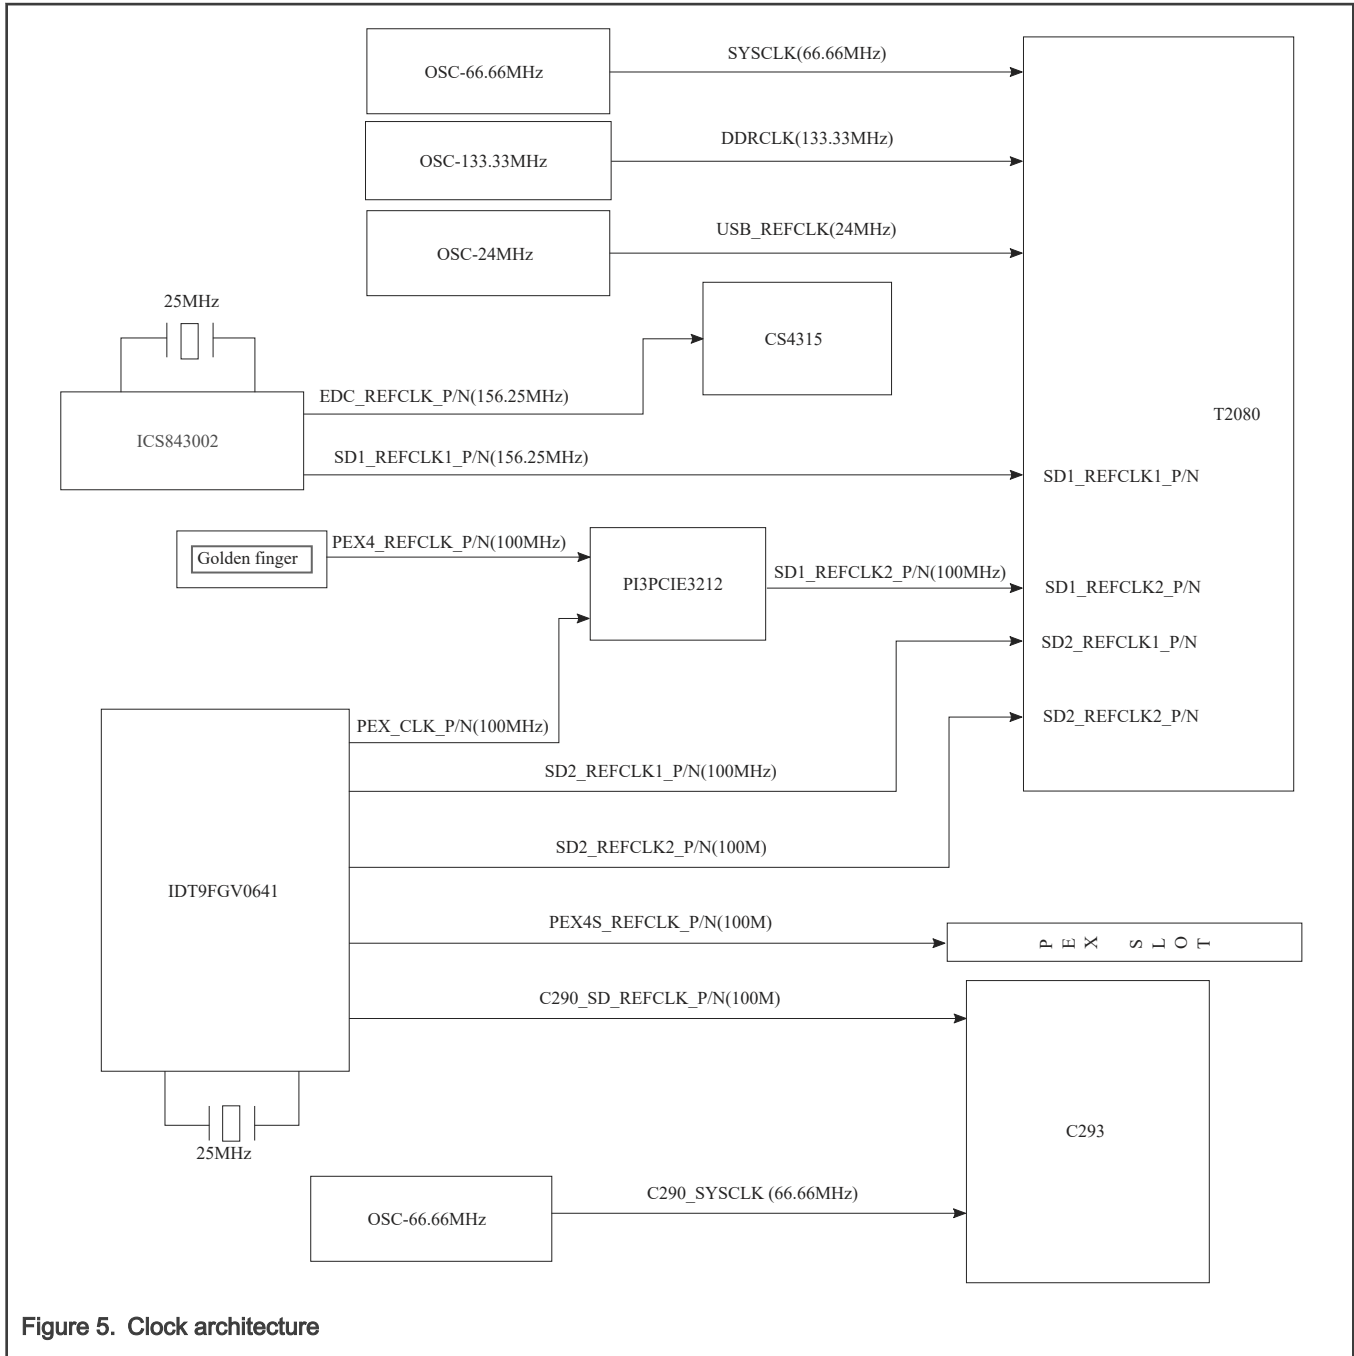 OSC-66.66MHz
SYSCLK(66.66MHz)
OSC-133.33MHz
DDRCLK(133.33MHz)
OSC-24MHz
USB_REFCLK(24MHz)
25MHz
CS4315
EDC_REFCLK_P/N(156.25MHz)
T2080
ICS843002
SD1_REFCLK1_P/N(156.25MHz)
SD1_REFCLK1_P/N
Golden finger
PEX4_REFCLK_P/N(100MHz)
PI3PCIE3212
SD1_REFCLK2_P/N(100MHz)
SD1_REFCLK2_P/N
SD2_REFCLK1_P/N
SD2_REFCLK2_P/N
PEX_CLK_P/N(100MHz)
SD2_REFCLK1_P/N(100MHz)
SD2_REFCLK2_P/N(100M)
IDT9FGV0641
PEX4S_REFCLK_P/N(100M)
PEX SLOT
C290_SD_REFCLK_P/N(100M)
C293
25MHz
OSC-66.66MHz
C290_SYSCLK (66.66MHz)
Figure 5. Clock architecture